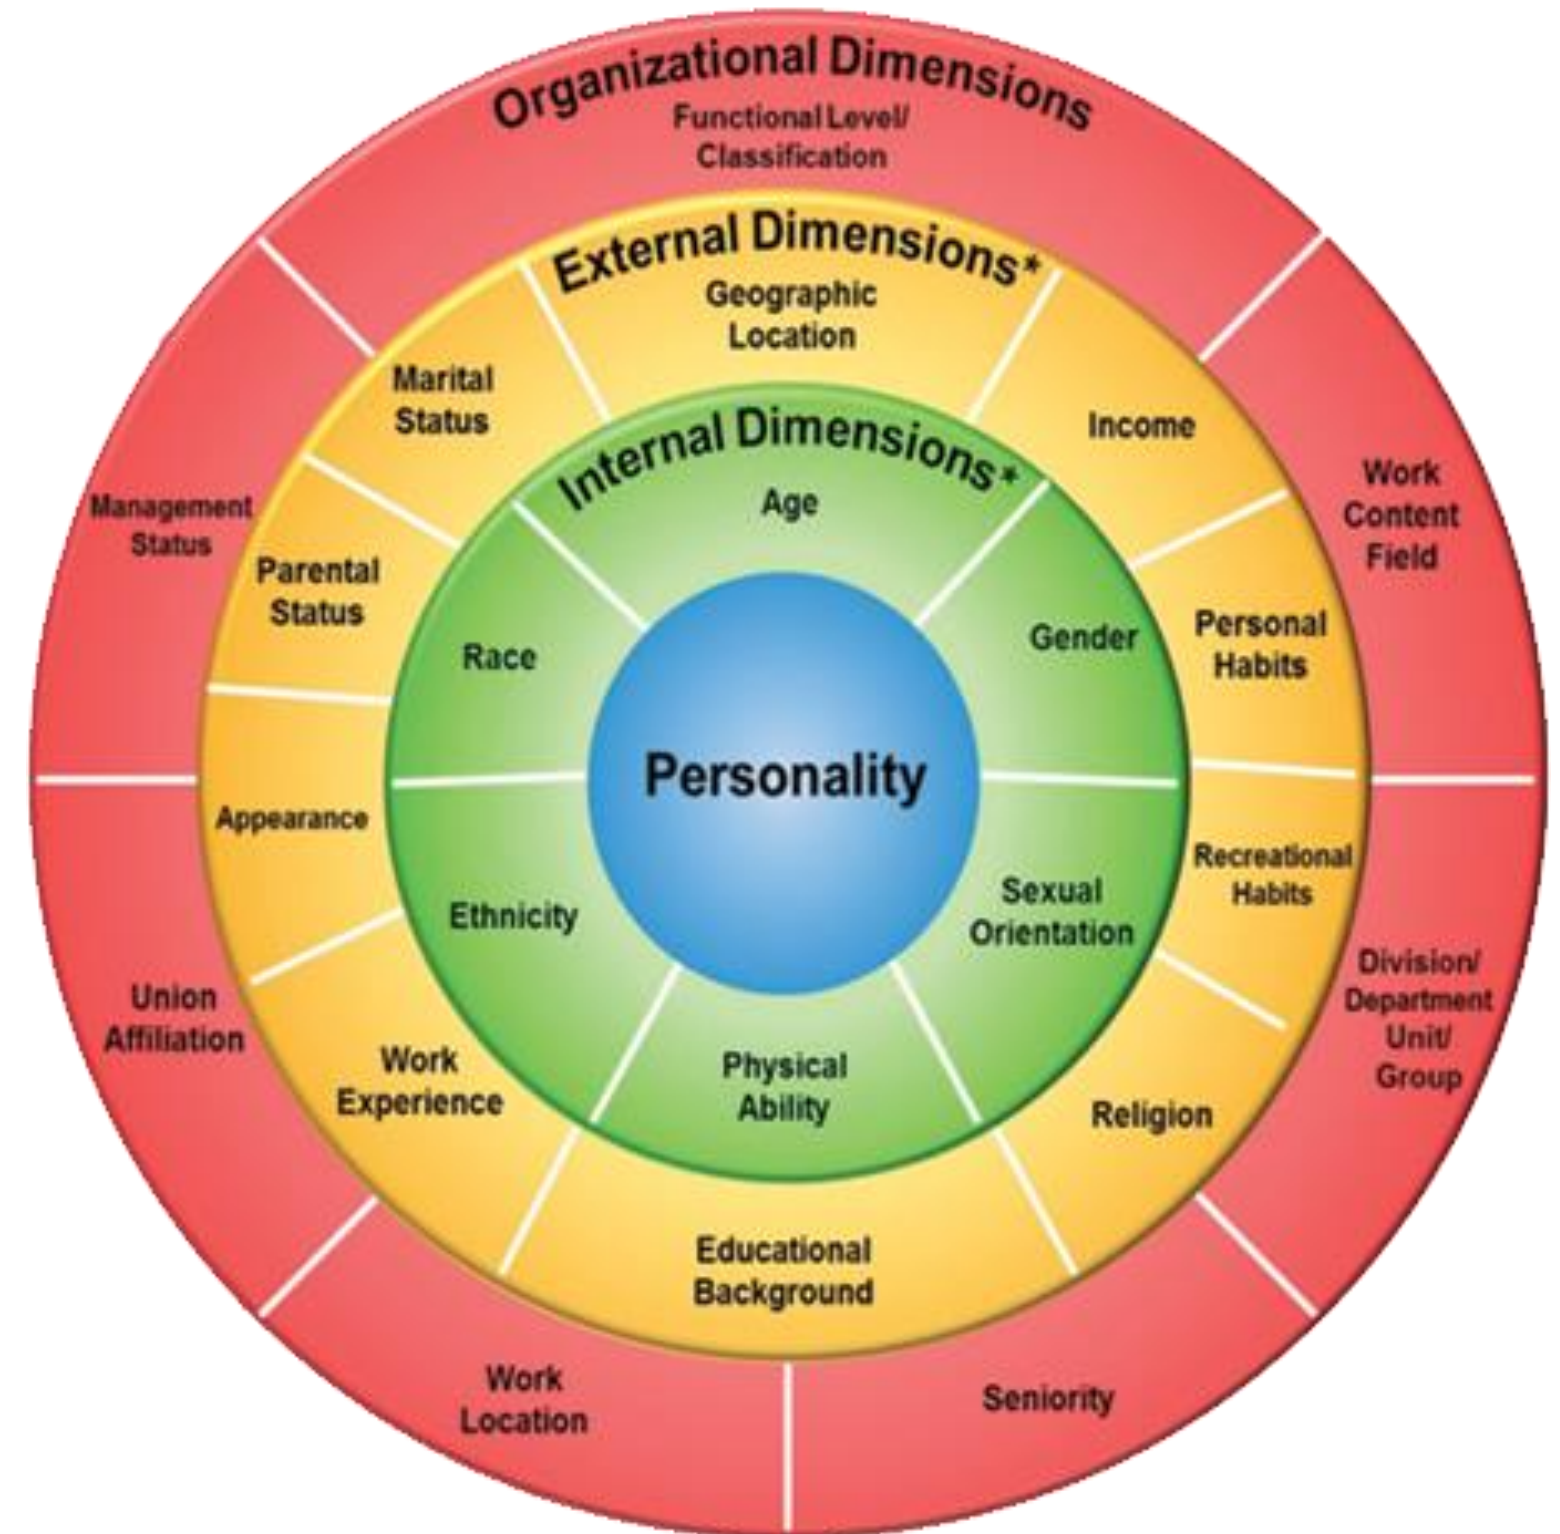 Organizational Dimensions
Functional Level/
Classification
External Dimensions*
Geographic
Location
Internal Dimensions*
Age
Marital
Status
Income
Management
Status
Work
Content
Field
Parental
Status
Personal
Habits
Race
Gender
Personality
Appearance
Recreational
Habits
Ethnicity
Sexual
Orientation
Union
Affiliation
Division/
Department
Unit/
Group
Work
Experience
Physical
Ability
Religion
Educational
Background
Work
Location
Seniority